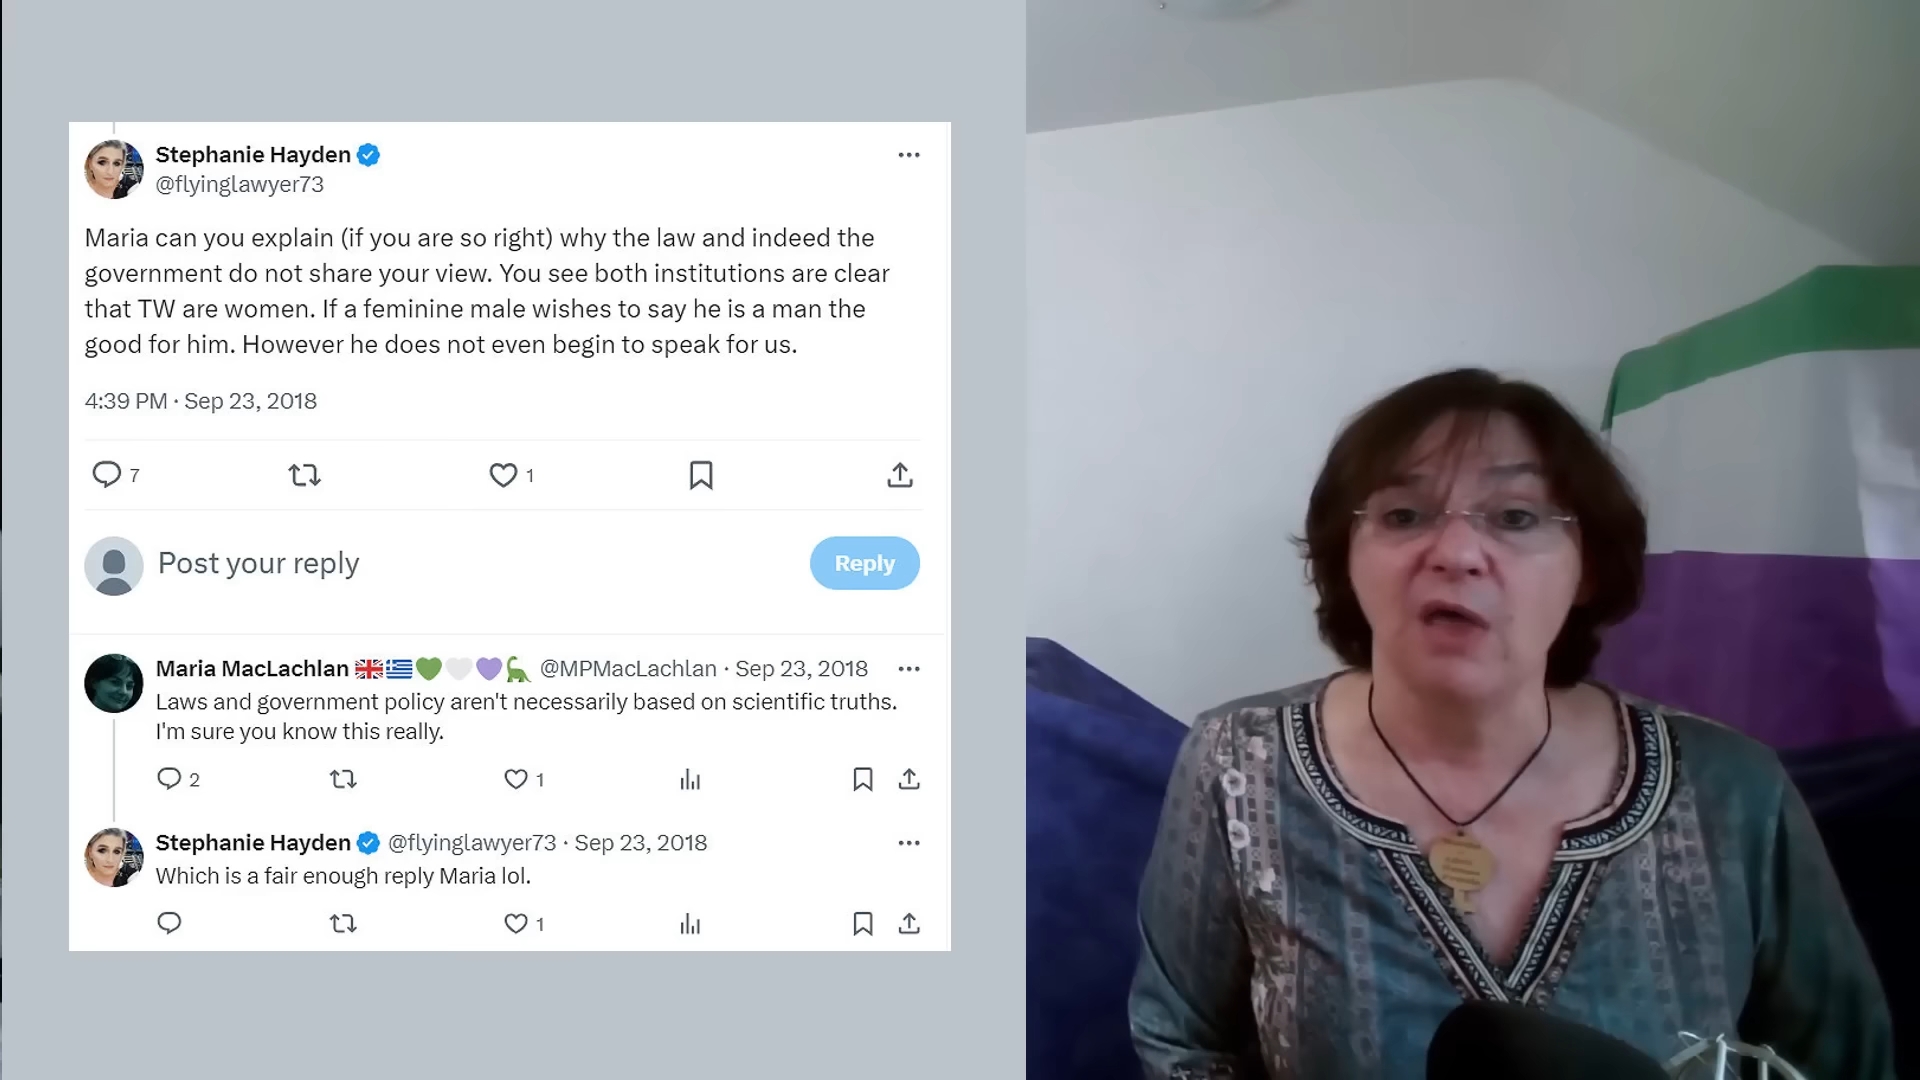 Stephanie Hayden
@flyinglawyer73
Maria can you explain (if you are so right) why the law and indeed the
government do not share your view. You see both institutions are clear
that TW are women. If a feminine male wishes to say he is a man the
good for him. However he does not even begin to speak for us.
4:39 PM · Sep 23, 2018
7
1
Post your reply
Reply
Maria MacLachlan 🇬🇧🇬🇷💚🤍💜🦕 @MPMacLachlan · Sep 23, 2018
Laws and government policy aren't necessarily based on scientific truths.
I'm sure you know this really.
2
1
Stephanie Hayden @flyinglawyer73 · Sep 23, 2018
Which is a fair enough reply Maria lol.
1